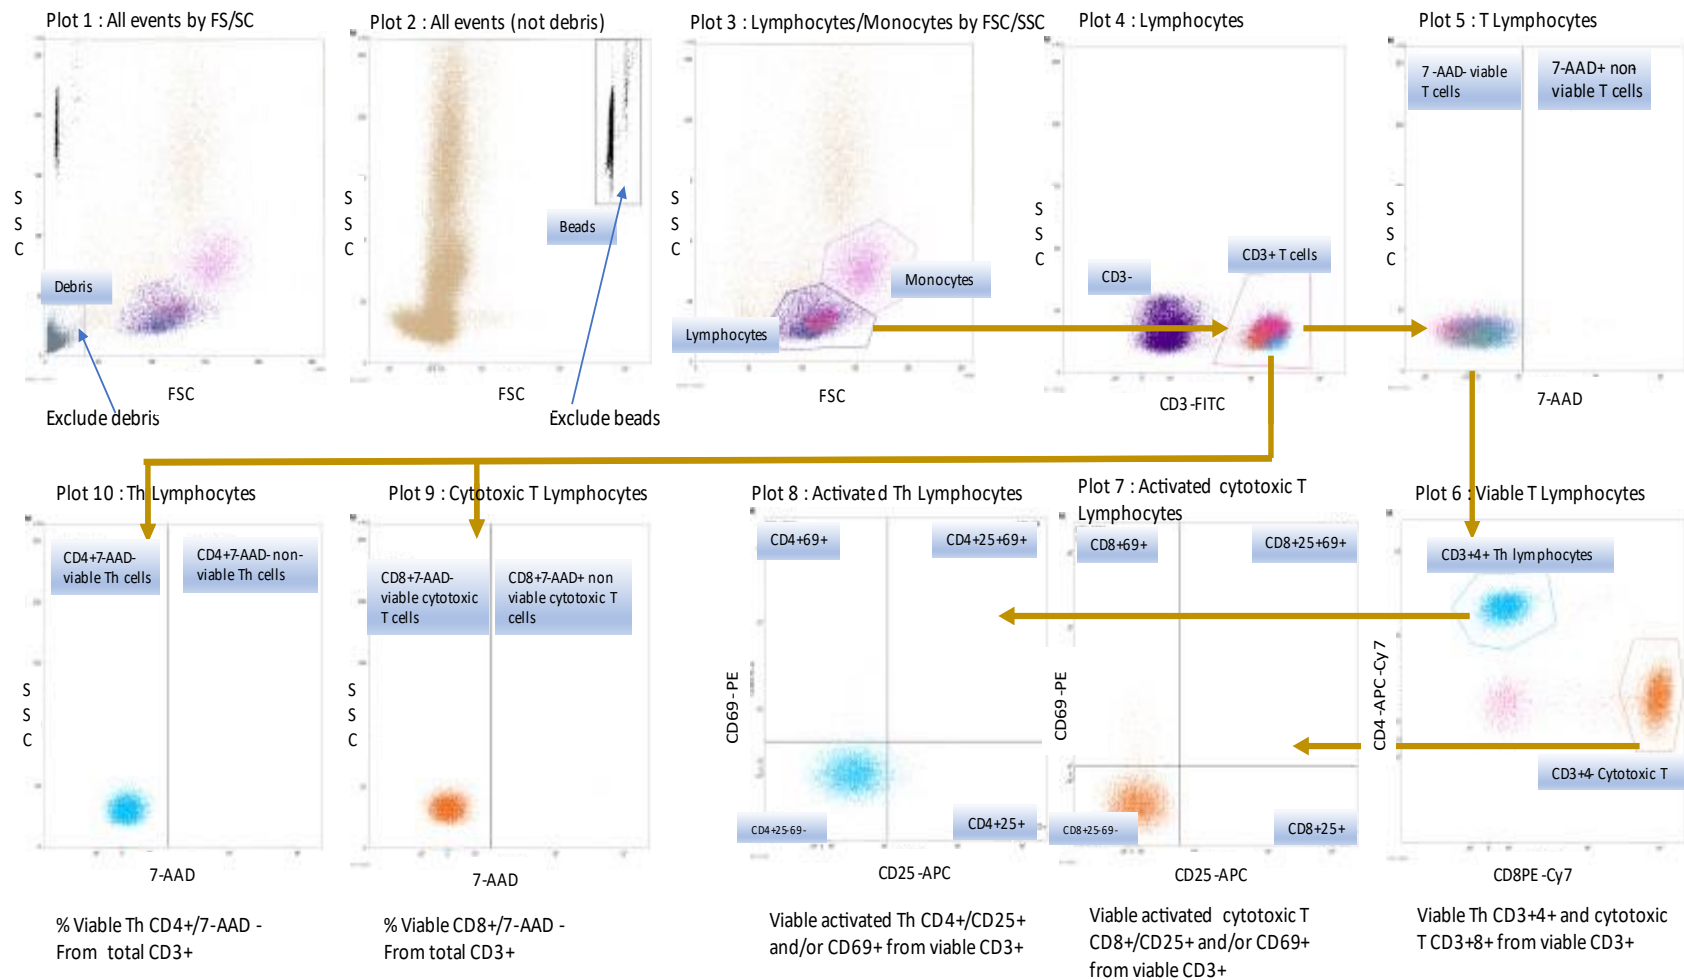 Plot 1 : All events by FS/SC
S
S
C
Debris
FSC
Exclude debris
Plot 2 : All events (not debris)
S
S
C
Beads
FSC
Exclude beads
Plot 3 : Lymphocytes/Monocytes by FSC/SSC
S
S
C
Monocytes
Lymphocytes
FSC
Plot 4 : Lymphocytes
S
S
C
CD3-
CD3+ T cells
CD3-FITC
Plot 5 : T Lymphocytes
7-AAD- viable
T cells
7-AAD+ non-
viable T cells
S
S
C
7-AAD
Plot 10 : Th Lymphocytes
CD4+7-AAD-
viable Th cells
CD4+7-AAD- non-
viable Th cells
S
S
C
7-AAD
% Viable Th CD4+/7-AAD -
From total CD3+
Plot 9 : Cytotoxic T Lymphocytes
CD8+7-AAD-
viable cytotoxic
T cells
CD8+7-AAD+ non
viable cytotoxic T
cells
S
S
C
7-AAD
% Viable CD8+/7-AAD -
From total CD3+
Plot 8 : Activated Th Lymphocytes
CD4+69+
CD4+25+69+
CD69-PE
CD4+25-69-
CD4+25+
CD25-APC
Viable activated Th CD4+/CD25+
and/or CD69+ from viable CD3+
Plot 7 : Activated cytotoxic T
Lymphocytes
CD8+69+
CD8+25+69+
CD69-PE
CD8+25-69-
CD8+25+
CD25-APC
Viable activated cytotoxic T
CD8+/CD25+ and/or CD69+
from viable CD3+
Plot 6 : Viable T Lymphocytes
CD3+4+ Th lymphocytes
CD4-APC-Cy7
CD3+4- Cytotoxic T
CD8PE-Cy7
Viable Th CD3+4+ and cytotoxic
T CD3+8+ from viable CD3+